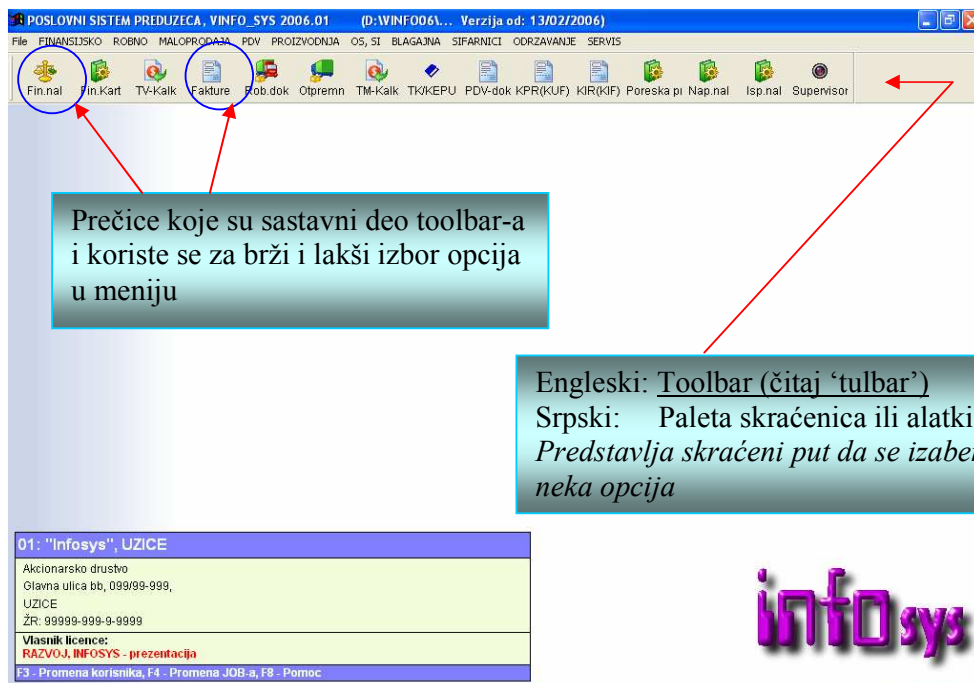 POSLOVNI SISTEM PREDUZECA, VINFO_SYS 2006.01 (D:\WINFO06\... Verzija od: 13/02/2006)
File FINANSIJSKO ROBNO MALOPRODAJA PDV PROIZVODNJA OS, SI BLAGAJNA SIFARNICI ODRZAVANJE SERVIS
Fin.nal Fin.Kart TV-Kalk Fakture Rob.dok Otpremn TM-Kalk TK/KEPU PDV-dok KPR(KUF) KIR(KIF) Poreska pi Nap.nal Isp.nal Supervisor
Prečice koje su sastavni deo toolbar-a
i koriste se za brži i lakši izbor opcija
u meniju
Engleski: Toolbar (čitaj ‘tulbar’)
Srpski: Paleta skraćenica ili alatki
Predstavlja skraćeni put da se izaber
neka opcija
01: "Infosys", UZICE
Akcionarsko drustvo
Glavna ulica bb, 099/99-999,
UZICE
ŽR: 99999-999-9-9999
Vlasnik licence:
RAZVOJ, INFOSYS - prezentacija
F3 - Promena korisnika, F4 - Promena JOB-a, F8 - Pomoc
info sys